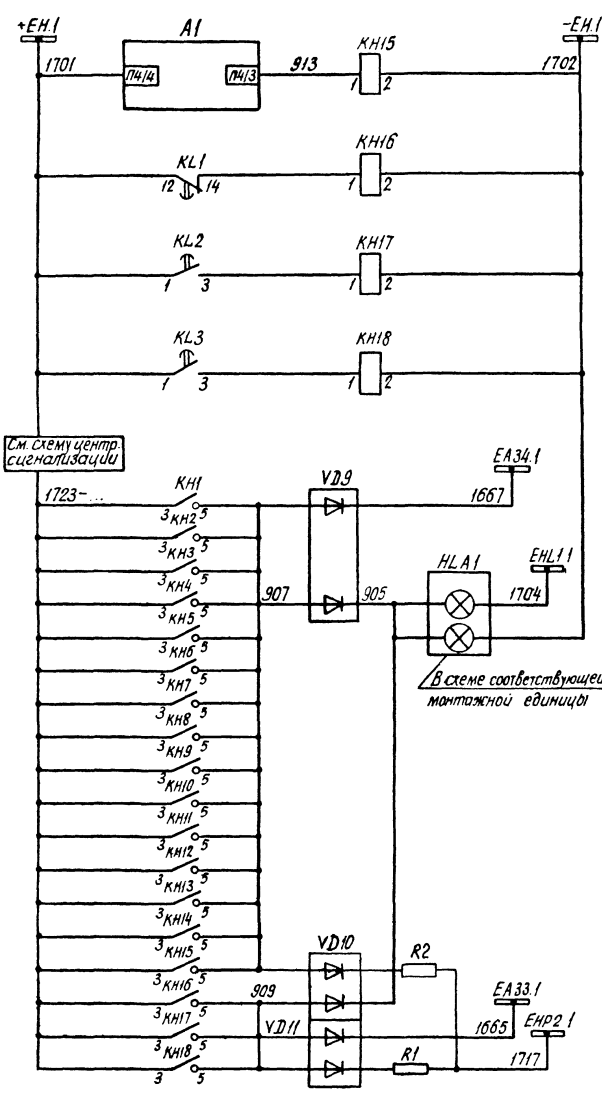 +EH.1
A1
-EH.1
1701
П4/4
П4/3
913
KH15
1 2
1702
KL1
12 14
KH16
1 2
KL2
1 3
KH17
1 2
KL3
1 3
KH18
1 2
См. схему центр.
сигнализации
EA34.1
1723-...
KH1
3 5
VD9
1667
KH2
3 5
KH3
3 5
KH4
3 5
907
905
HLA1
1704
EHL1.1
KH5
3 5
KH6
3 5
В схеме соответствующей
монтажной единицы
KH7
3 5
KH8
3 5
KH9
3 5
KH10
3 5
KH11
3 5
KH12
3 5
KH13
3 5
KH14
3 5
KH15
3 5
VD10
R2
KH16
3 5
909
EA33.1
KH17
3 5
VD11
1665
EHP2 1
KH18
3 5
R1
1717